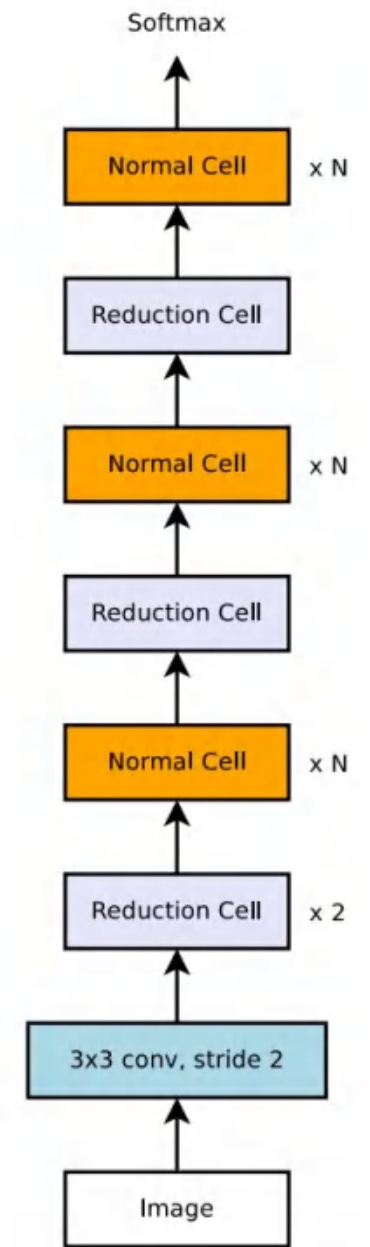 Softmax
Normal Cell x N
Reduction Cell
Normal Cell x N
Reduction Cell
Normal Cell x N
Reduction Cell x 2
3x3 conv, stride 2
Image